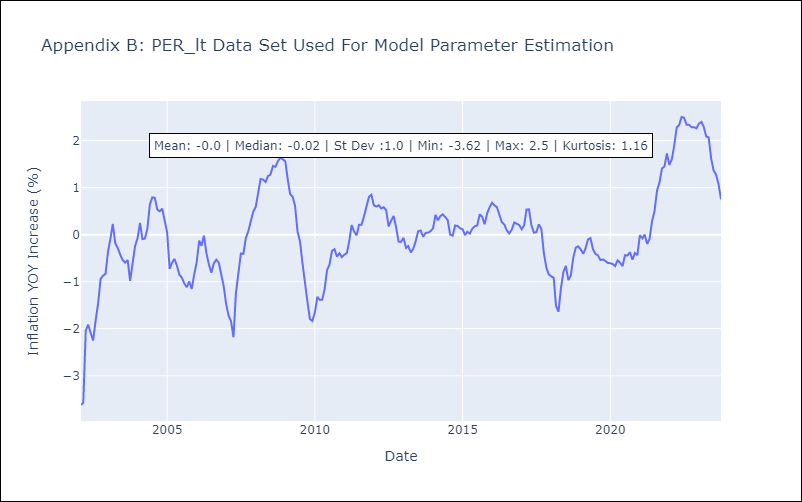 Appendix B: PER_lt Data Set Used For Model Parameter Estimation
Mean: -0.0 | Median: -0.02 | St Dev :1.0 | Min: -3.62 | Max: 2.5 | Kurtosis: 1.16
Inflation YOY Increase (%)
2
1
0
−1
−2
−3
2005 2010 2015 2020
Date